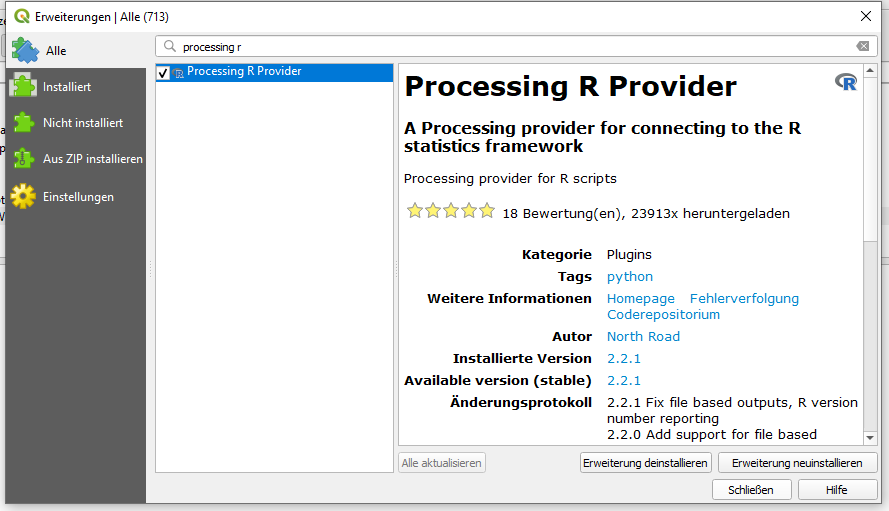 Erweiterungen | Alle (713)
Alle
Installiert
Nicht installiert
Aus ZIP installieren
Einstellungen
processing r
Processing R Provider
Processing R Provider
A Processing provider for connecting to the R
statistics framework
Processing provider for R scripts
18 Bewertung(en), 23913x heruntergeladen
Kategorie Plugins
Tags python
Weitere Informationen Homepage Fehlerverfolgung
Coderepositorium
Autor North Road
Installierte Version 2.2.1
Available version (stable) 2.2.1
Änderungsprotokoll 2.2.1 Fix file based outputs, R version
number reporting
2.2.0 Add support for file based
Alle aktualisieren
Erweiterung deinstallieren
Erweiterung neuinstallieren
Schließen
Hilfe